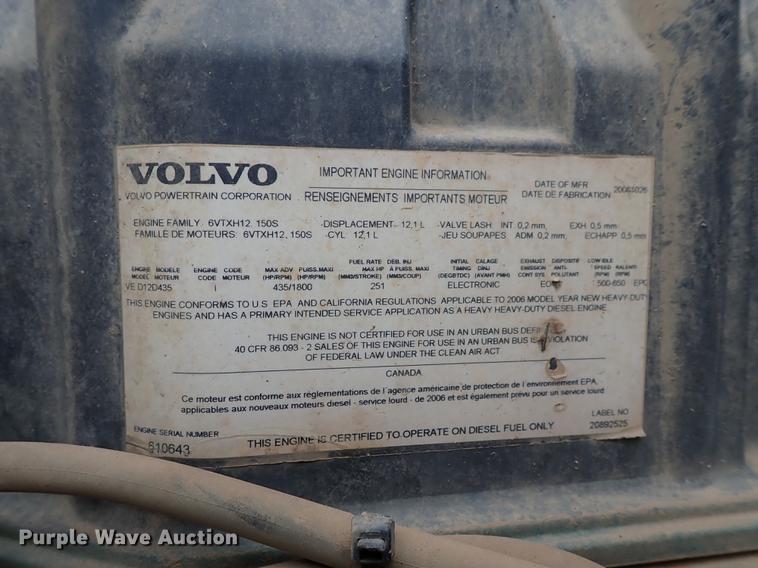 VOLVO
VOLVO POWERTRAIN CORPORATION
IMPORTANT ENGINE INFORMATION
RENSEIGNEMENTS IMPORTANTS MOTEUR
DATE OF MFR
DATE DE FABRICATION
ENGINE FAMILY 6VTXH12.150S -DISPLACEMENT- 12,1 L -VALVE LASH: INT. 0,2 mm EXH 0.5 mm
FAMILLE DE MOTEURS: 6VTXH12.150S -CYL 12,1 L -JEU SOUPAPES ADM 0,2 mm ECHAPP 0,5 mm
ENGINE MODELE ENGINE CODE MAX ADV PUISS.MAXI FUEL RATE DEB. INJ INITIAL CALAGE EXHAUST DISPOSITIF LOW IDLE
MODEL MOTEUR CODE MOTEUR (HP/RPM) (HP/RPM) MAX HP A PUISS. MAXI TIMING DINJ EMISSION ANTI- SPEED RALENTI
(MM3/STROKE) (MM3/COUP) (DEGBTDC) (AVANT PMH) CONT SYS POLLUTANT (RPM) (RPM)
VE D12D435 435/1800 251 ELECTRONIC 500-650
THIS ENGINE CONFORMS TO U.S EPA AND CALIFORNIA REGULATIONS APPLICABLE TO 2006 MODEL YEAR NEW HEAVY-DUTY
ENGINES AND HAS A PRIMARY INTENDED SERVICE APPLICATION AS A HEAVY HEAVY-DUTY DIESEL ENGINE
THIS ENGINE IS NOT CERTIFIED FOR USE IN AN URBAN BUS
40 CFR 86.093 - 2 SALES OF THIS ENGINE FOR USE IN AN URBAN BUS IS VIOLATION
OF FEDERAL LAW UNDER THE CLEAN AIR ACT
CANADA
Ce moteur est conforme aux réglementations de l'agence américaine de protection de l'environnement EPA,
applicables aux nouveaux moteurs diesel - service lourd - de 2006 et est également prévu pour un service lourd
LABEL NO
20892525
ENGINE SERIAL NUMBER
610643
THIS ENGINE IS CERTIFIED TO OPERATE ON DIESEL FUEL ONLY
Purple Wave Auction